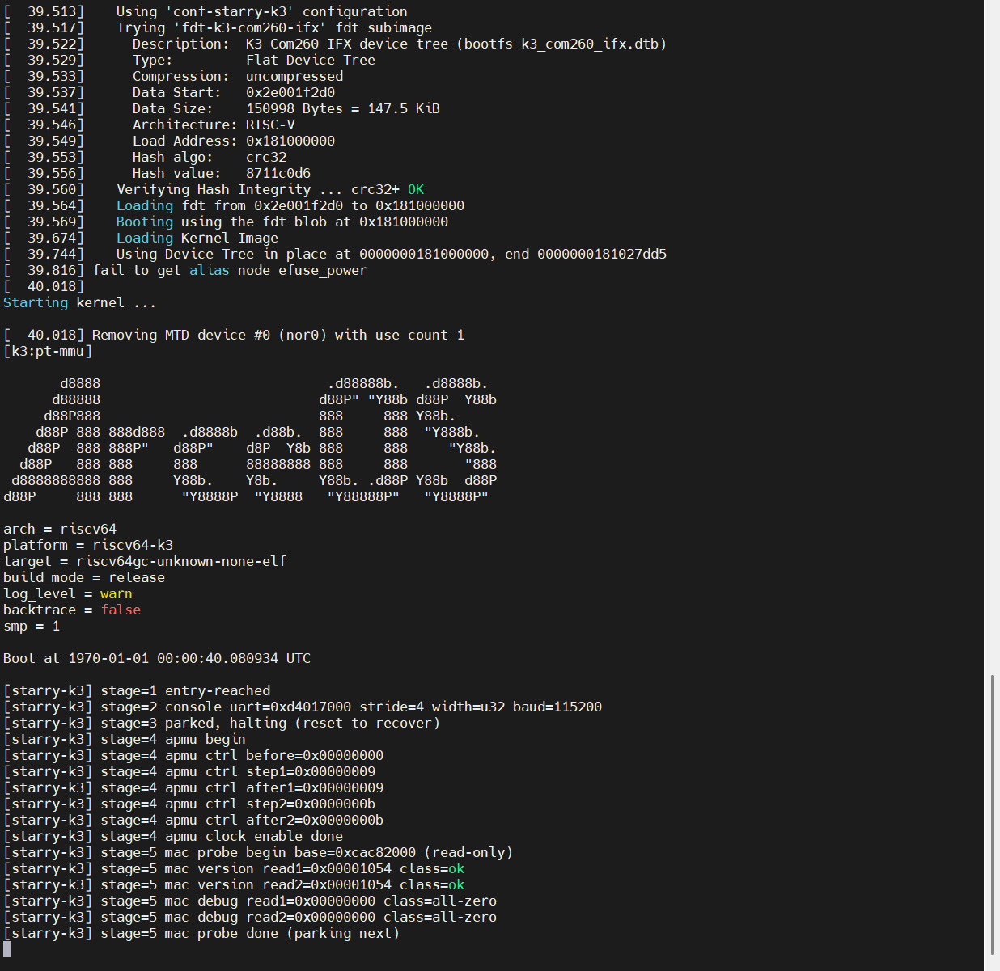 [   39.513]    Using 'conf-starry-k3' configuration
[   39.517]    Trying 'fdt-k3-com260-ifx' fdt subimage
[   39.522]      Description:  K3 Com260 IFX device tree (bootfs k3_com260_ifx.dtb)
[   39.529]      Type:         Flat Device Tree
[   39.533]      Compression:  uncompressed
[   39.537]      Data Start:   0x2e001f2d0
[   39.541]      Data Size:    150998 Bytes = 147.5 KiB
[   39.546]      Architecture: RISC-V
[   39.549]      Load Address: 0x181000000
[   39.553]      Hash algo:    crc32
[   39.556]      Hash value:   8711c0d6
[   39.560]    Verifying Hash Integrity ... crc32+ OK
[   39.564]    Loading fdt from 0x2e001f2d0 to 0x181000000
[   39.569]    Booting using the fdt blob at 0x181000000
[   39.674]    Loading Kernel Image
[   39.744]    Using Device Tree in place at 0000000181000000, end 0000000181027dd5
[   39.816] fail to get alias node efuse_power
[   40.018]
Starting kernel ...

[   40.018] Removing MTD device #0 (nor0) with use count 1
[k3:pt-mmu]

       d8888                            .d88888b.   .d8888b.
      d88888                           d88P" "Y88b d88P  Y88b
     d88P888                           888     888 Y88b.
    d88P 888 888d888  .d8888b  .d88b.  888     888  "Y888b.
   d88P  888 888P"   d88P"    d8P  Y8b 888     888     "Y88b.
  d88P   888 888     888      88888888 888     888       "888
 d8888888888 888     Y88b.    Y8b.     Y88b. .d88P Y88b  d88P
d88P     888 888      "Y8888P  "Y8888   "Y88888P"   "Y8888P"

arch = riscv64
platform = riscv64-k3
target = riscv64gc-unknown-none-elf
build_mode = release
log_level = warn
backtrace = false
smp = 1

Boot at 1970-01-01 00:00:40.080934 UTC

[starry-k3] stage=1 entry-reached
[starry-k3] stage=2 console uart=0xd4017000 stride=4 width=u32 baud=115200
[starry-k3] stage=3 parked, halting (reset to recover)
[starry-k3] stage=4 apmu begin
[starry-k3] stage=4 apmu ctrl before=0x00000000
[starry-k3] stage=4 apmu ctrl step1=0x00000009
[starry-k3] stage=4 apmu ctrl after1=0x00000009
[starry-k3] stage=4 apmu ctrl step2=0x0000000b
[starry-k3] stage=4 apmu ctrl after2=0x0000000b
[starry-k3] stage=4 apmu clock enable done
[starry-k3] stage=5 mac probe begin base=0xcac82000 (read-only)
[starry-k3] stage=5 mac version read1=0x00001054 class=ok
[starry-k3] stage=5 mac version read2=0x00001054 class=ok
[starry-k3] stage=5 mac debug read1=0x00000000 class=all-zero
[starry-k3] stage=5 mac debug read2=0x00000000 class=all-zero
[starry-k3] stage=5 mac probe done (parking next)